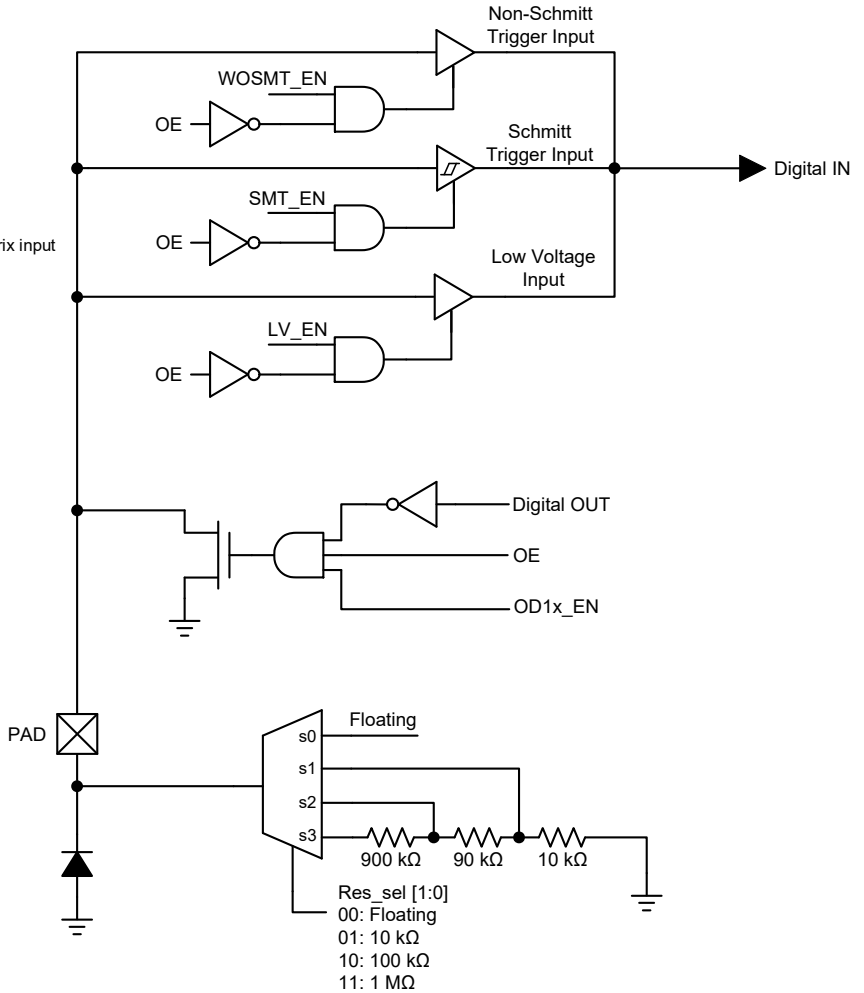 Non-Schmitt
Trigger Input
WOSMT_EN
OE
Schmitt
Trigger Input
Digital IN
SMT_EN
OE
rix input
Low Voltage
Input
LV_EN
OE
Digital OUT
OE
OD1x_EN
PAD
Floating
s0
s1
s2
s3
900 kΩ 90 kΩ 10 kΩ
Res_sel [1:0]
00: Floating
01: 10 kΩ
10: 100 kΩ
11: 1 MΩ